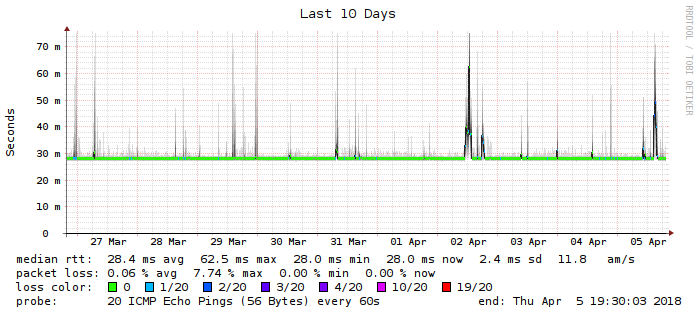 Last 10 Days
RRDTOOL / TOBI OETIKER
Seconds
70 m
60 m
50 m
40 m
30 m
20 m
10 m
0
27 Mar 28 Mar 29 Mar 30 Mar 31 Mar 01 Apr 02 Apr 03 Apr 04 Apr 05 Apr
median rtt: 28.4 ms avg 62.5 ms max 28.0 ms min 28.0 ms now 2.4 ms sd 11.8 am/s
packet loss: 0.06 % avg 7.74 % max 0.00 % min 0.00 % now
loss color: 0 1/20 2/20 3/20 4/20 10/20 19/20
probe: 20 ICMP Echo Pings (56 Bytes) every 60s end: Thu Apr 5 19:30:03 2018